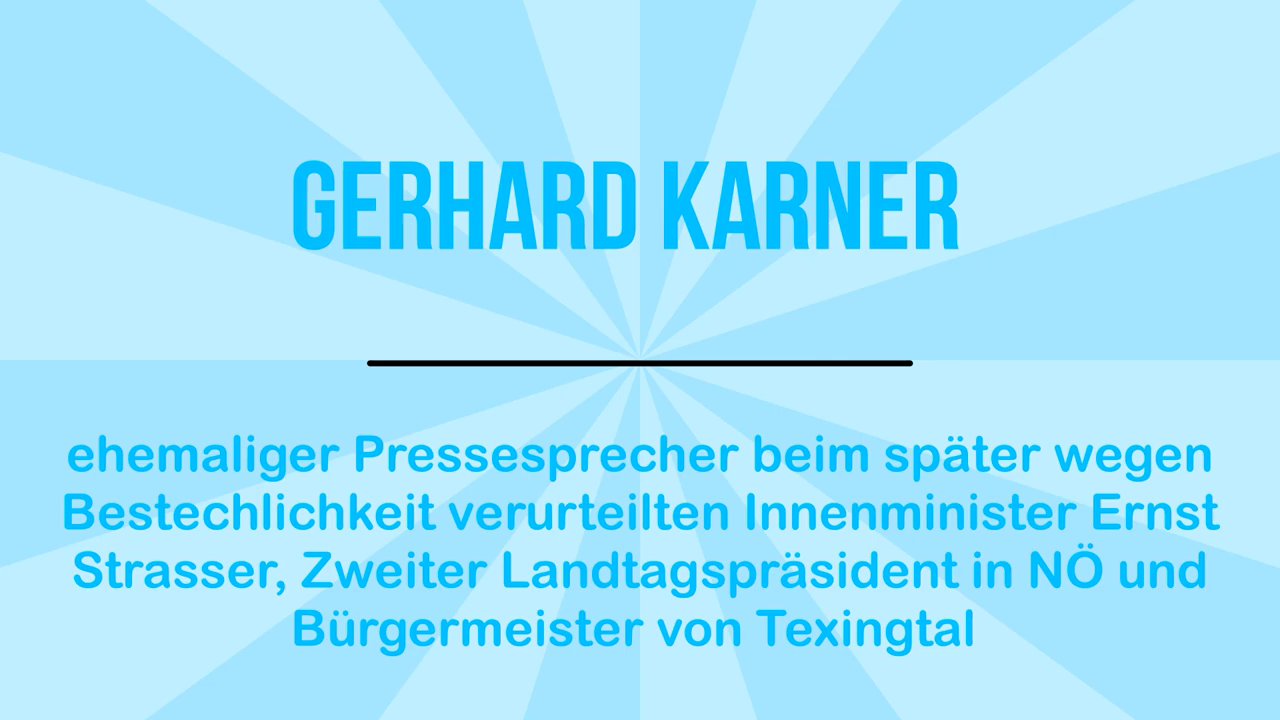 GERHARD KARNER
ehemaliger Pressesprecher beim später wegen
Bestechlichkeit verurteilten Innenminister Ernst
Strasser, Zweiter Landtagspräsident in NÖ und
Bürgermeister von Texingtal